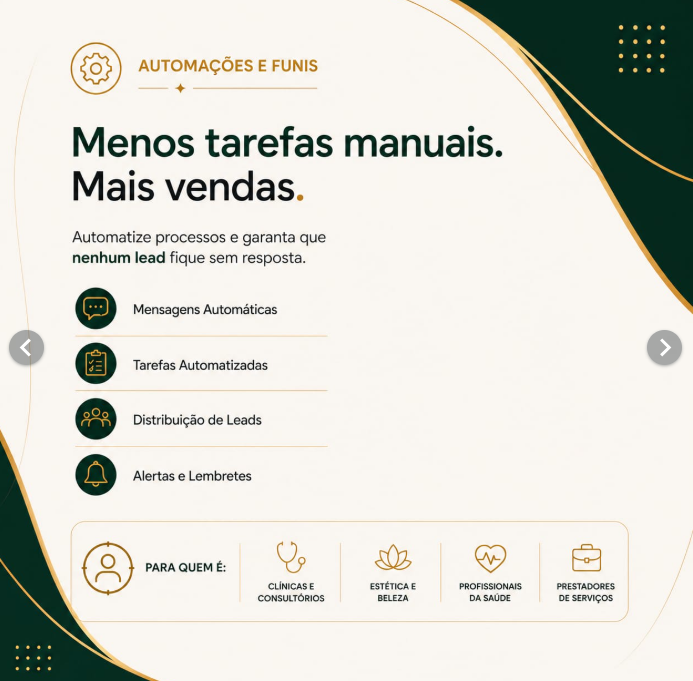 AUTOMAÇÕES E FUNIS
Menos tarefas manuais.
Mais vendas.
Automatize processos e garanta que
nenhum lead fique sem resposta.
Mensagens Automáticas
Tarefas Automatizadas
Distribuição de Leads
Alertas e Lembretes
PARA QUEM É:
CLÍNICAS E
CONSULTÓRIOS
ESTÉTICA E
BELEZA
PROFISSIONAIS
DA SAÚDE
PRESTADORES
DE SERVIÇOS